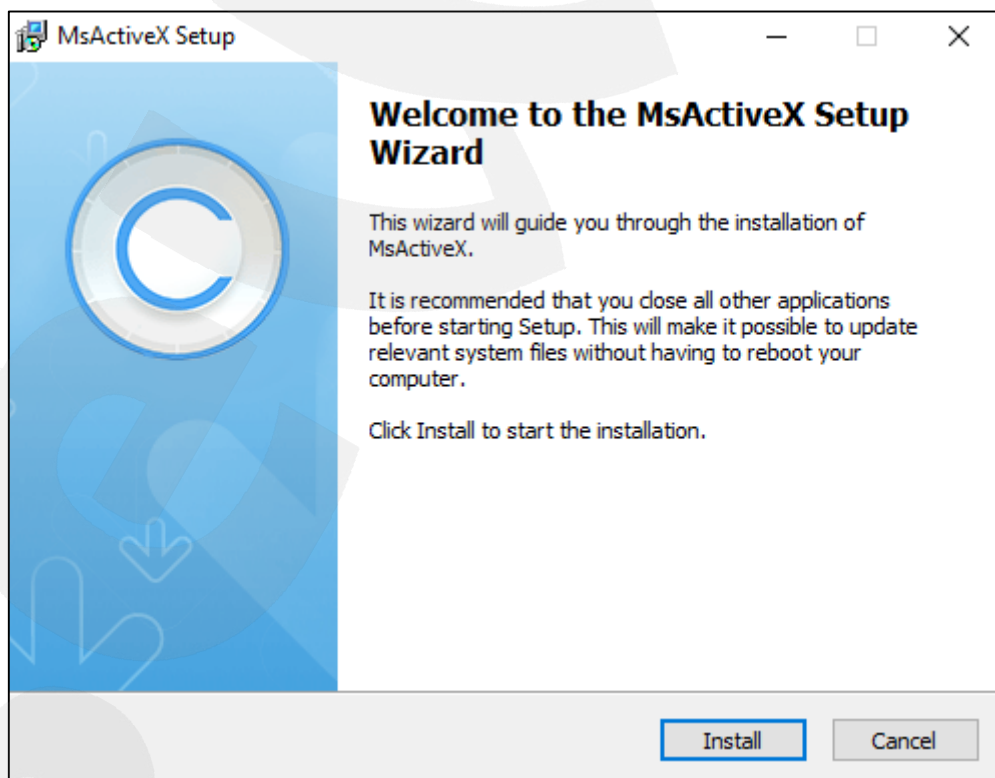 MsActiveX Setup
Welcome to the MsActiveX Setup
Wizard
This wizard will guide you through the installation of
MsActiveX.
It is recommended that you close all other applications
before starting Setup. This will make it possible to update
relevant system files without having to reboot your
computer.
Click Install to start the installation.
Install Cancel